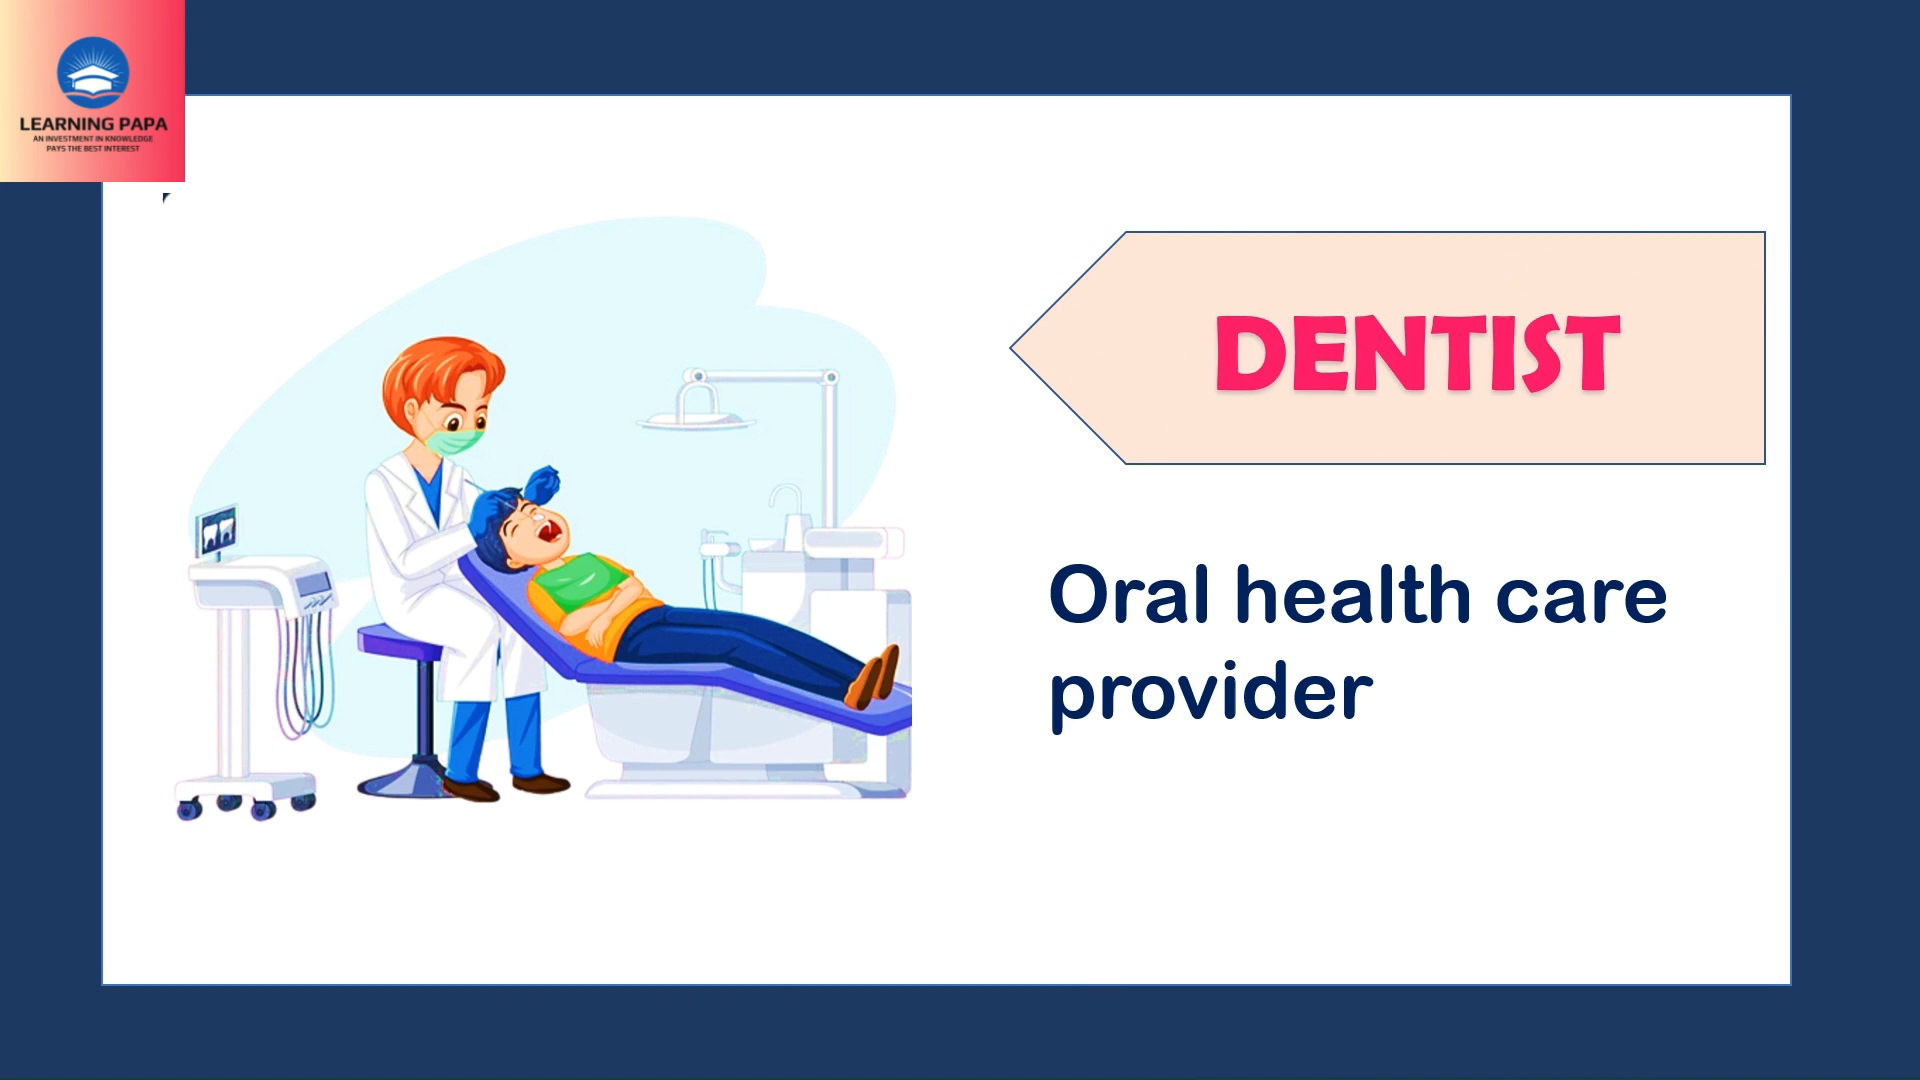 LEARNING PAPA
AN INVESTMENT IN KNOWLEDGE
PAYS THE BEST INTEREST
DENTIST
Oral health care
provider